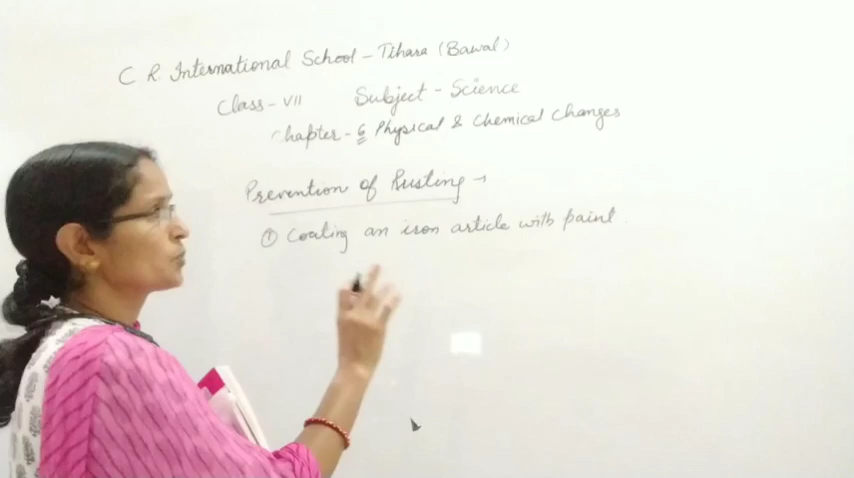 C R. International School - Tihara (Bawal)
Class - VII Subject - Science
Chapter - 6 Physical & Chemical Changes
Prevention of Rusting →
① Coating an iron article with paint.